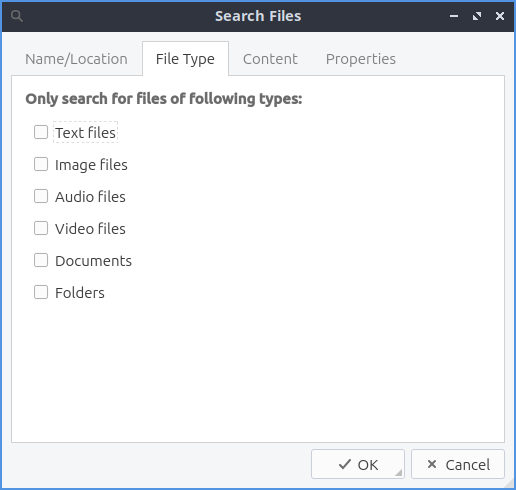 Search Files
Name/Location File Type Content Properties
Only search for files of following types:
Text files
Image files
Audio files
Video files
Documents
Folders
OK Cancel